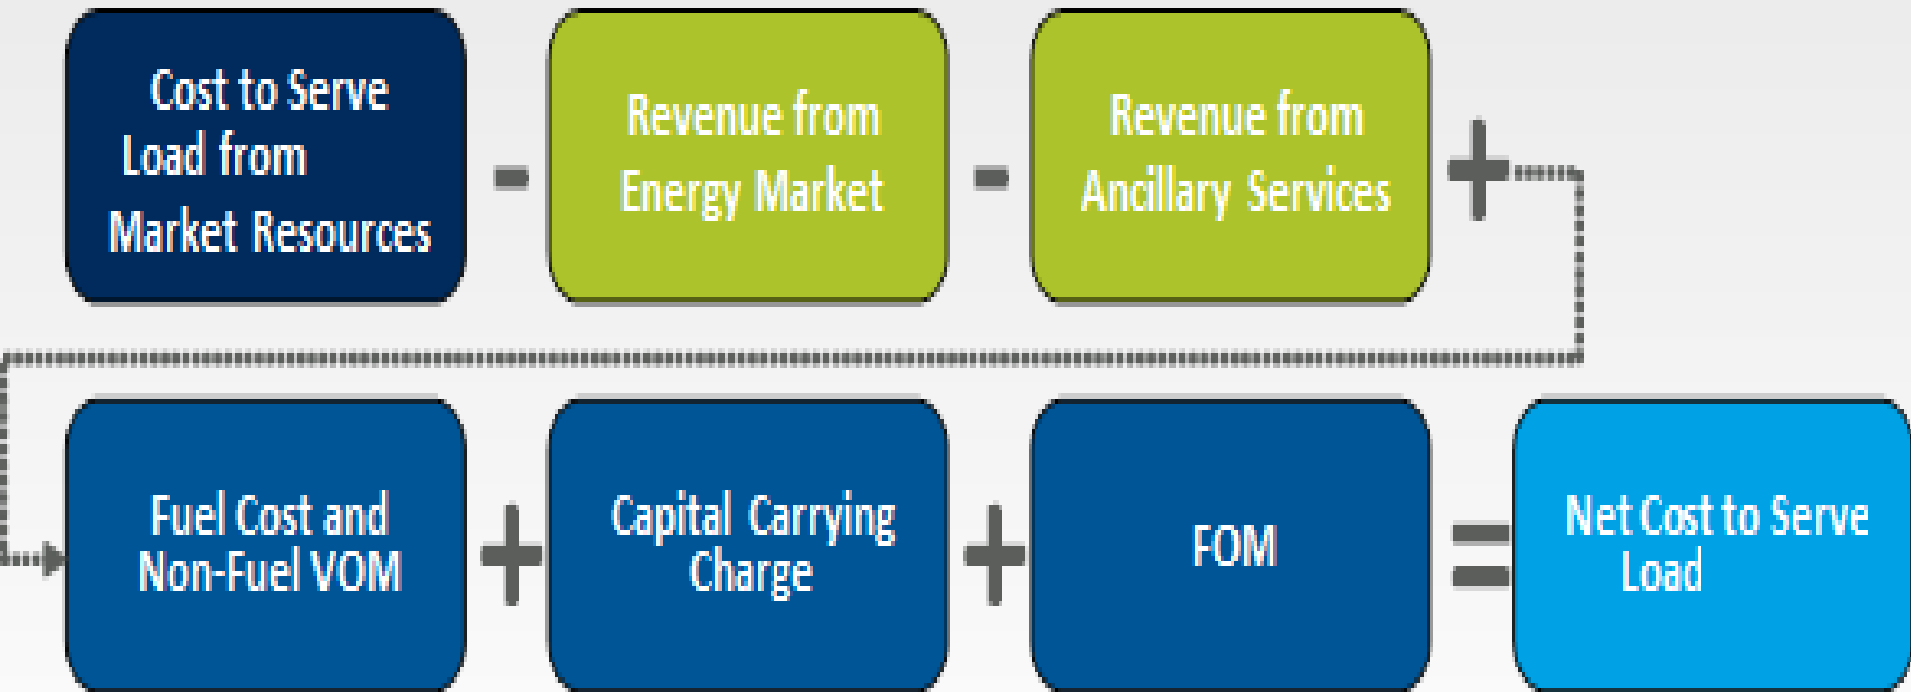 Cost to Serve
Load from
Market Resources
-
Revenue from
Energy Market
-
Revenue from
Ancillary Services
+
Fuel Cost and
Non-Fuel VOM
+
Capital Carrying
Charge
+
FOM
=
Net Cost to Serve
Load